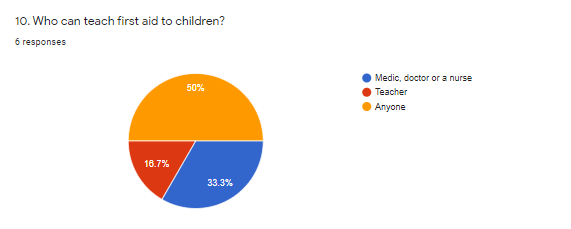 10. Who can teach first aid to children?
6 responses
50%
16.7%
33.3%
Medic, doctor or a nurse
Teacher
Anyone